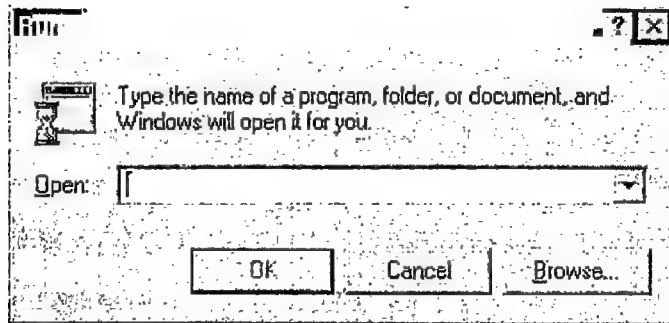 Run
Type the name of a program, folder, or document, and
Windows will open it for you.
Open:
OK
Cancel
Browse...